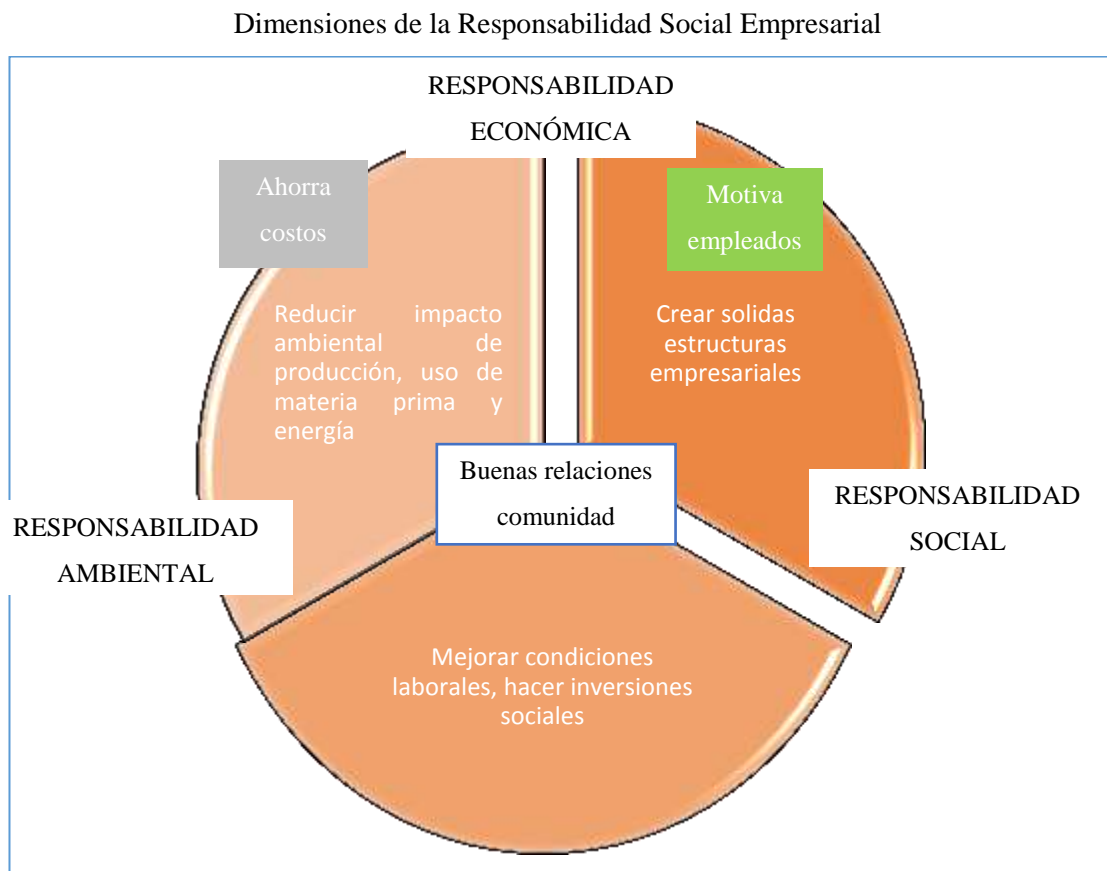 Dimensiones de la Responsabilidad Social Empresarial
RESPONSABILIDAD
ECONÓMICA
Ahorra
costos
Motiva
empleados
Reducir impacto
ambiental de
producción, uso de
materia prima y
energía
Crear solidas
estructuras
empresariales
Buenas relaciones
comunidad
RESPONSABILIDAD
AMBIENTAL
RESPONSABILIDAD
SOCIAL
Mejorar condiciones
laborales, hacer inversiones
sociales